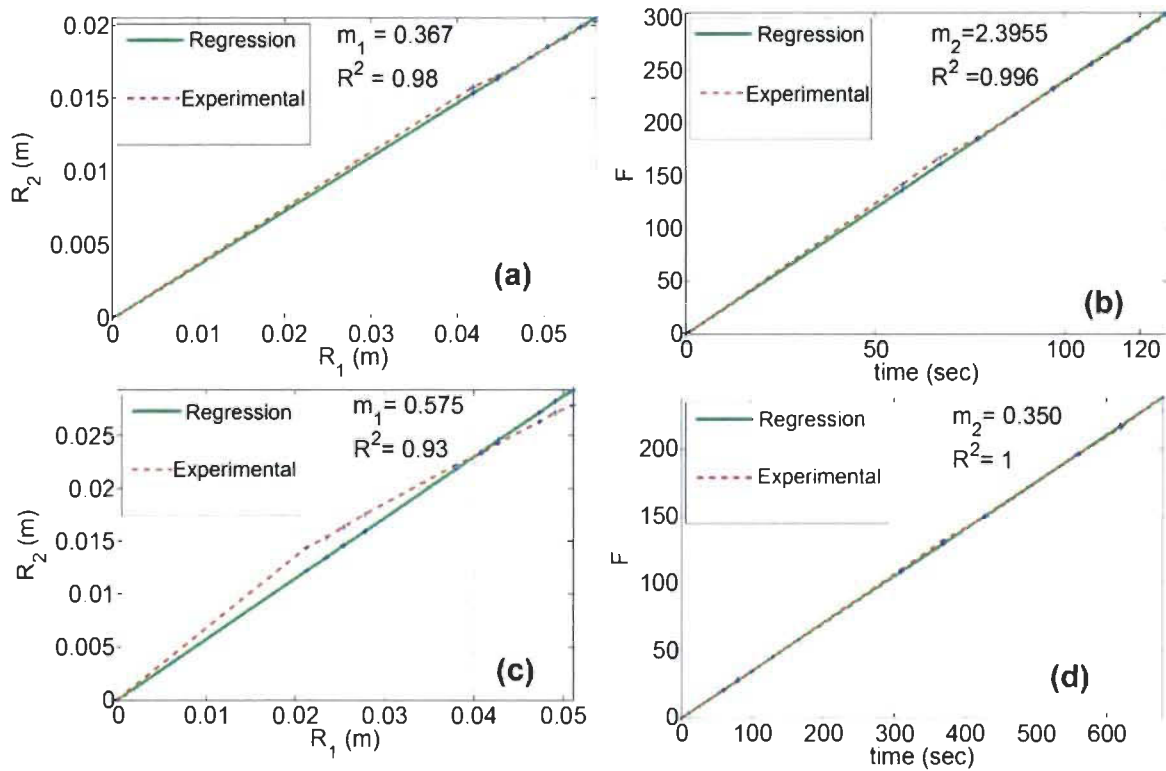 0.02
0.015
0.01
0.005
0
R2 (m)
Regression
Experimental
m1 = 0.367
R2 = 0.98
(a)
0 0.01 0.02 0.03 0.04 0.05
R1 (m)
300
250
200
150
100
50
0
F
Regression
Experimental
m2=2.3955
R2 =0.996
(b)
0 50 100 120
time (sec)
0.025
0.02
0.015
0.01
0.005
0
R2 (m)
Regression
Experimental
m1= 0.575
R2= 0.93
(c)
0 0.01 0.02 0.03 0.04 0.05
R1 (m)
200
150
100
50
0
F
Regression
Experimental
m2= 0.350
R2= 1
(d)
0 100 200 300 400 500 600
time (sec)